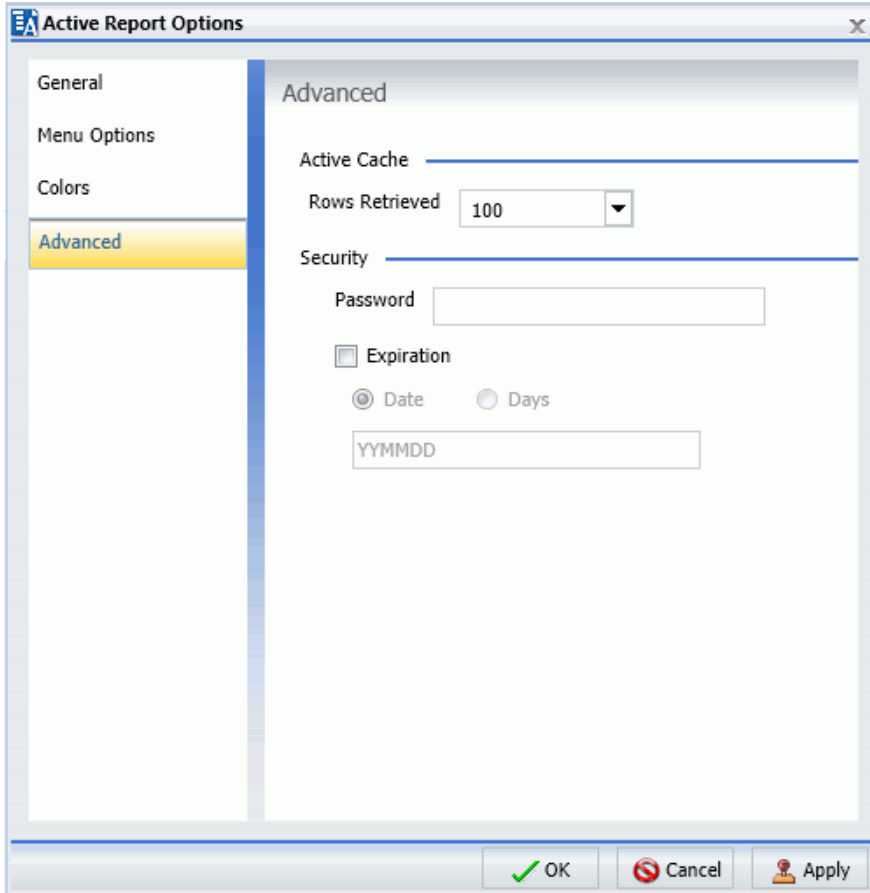 Active Report Options
General
Menu Options
Colors
Advanced
Advanced
Active Cache
Rows Retrieved 100
Security
Password
Expiration
Date Days
YYMMDD
OK Cancel Apply